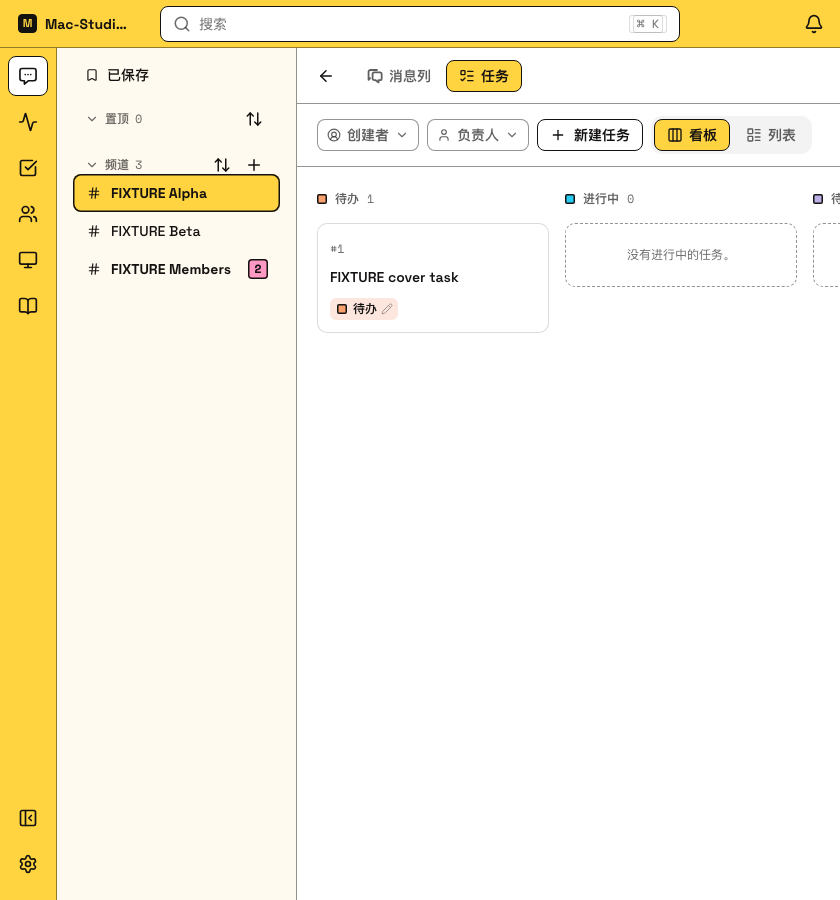 M Mac-Studi…
搜索
⌘ K
已保存
置顶 0
频道 3
# FIXTURE Alpha
# FIXTURE Beta
# FIXTURE Members 2
消息列
任务
创建者
负责人
新建任务
看板
列表
待办 1
#1
FIXTURE cover task
待办
进行中 0
没有进行中的任务。